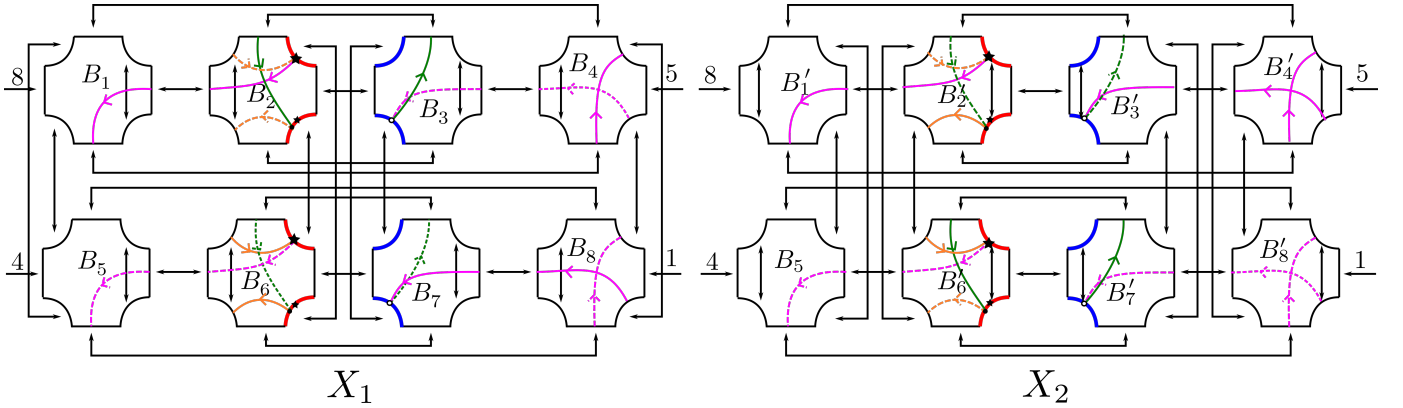 8 B₁ B₂ B₃ B₄ 5 8 B₁′ B₂′ B₃′ B₄′ 5
4 B₅ B₆ B₇ B₈ 1 4 B₅ B₆′ B₇′ B₈′ 1
X₁ X₂